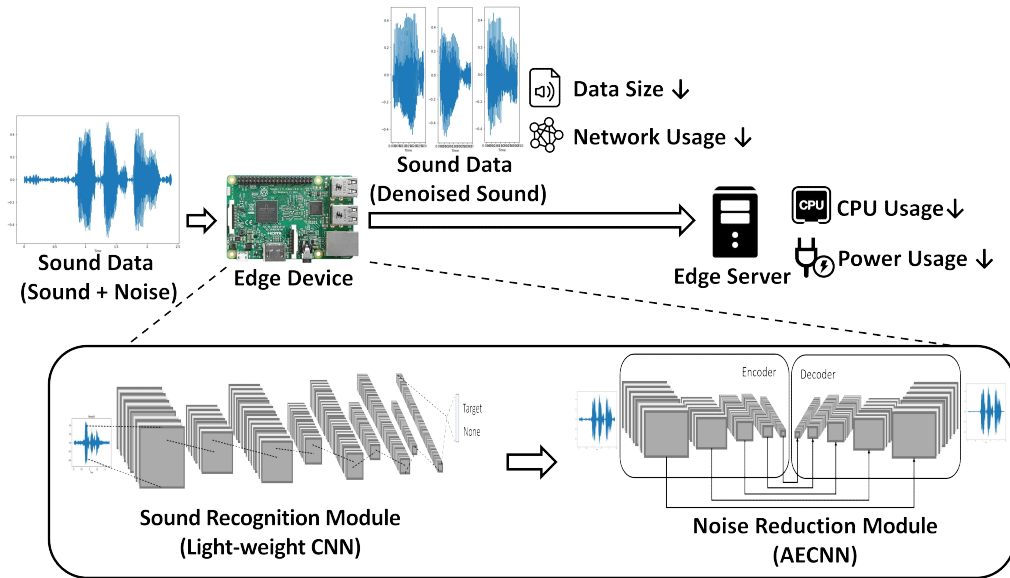 Sound Data
(Denoised Sound)
Data Size ↓
Network Usage ↓
Sound Data
(Sound + Noise)
Edge Device
Edge Server
CPU
CPU Usage↓
Power Usage ↓
Target
None
Sound Recognition Module
(Light-weight CNN)
Encoder
Decoder
Noise Reduction Module
(AECNN)